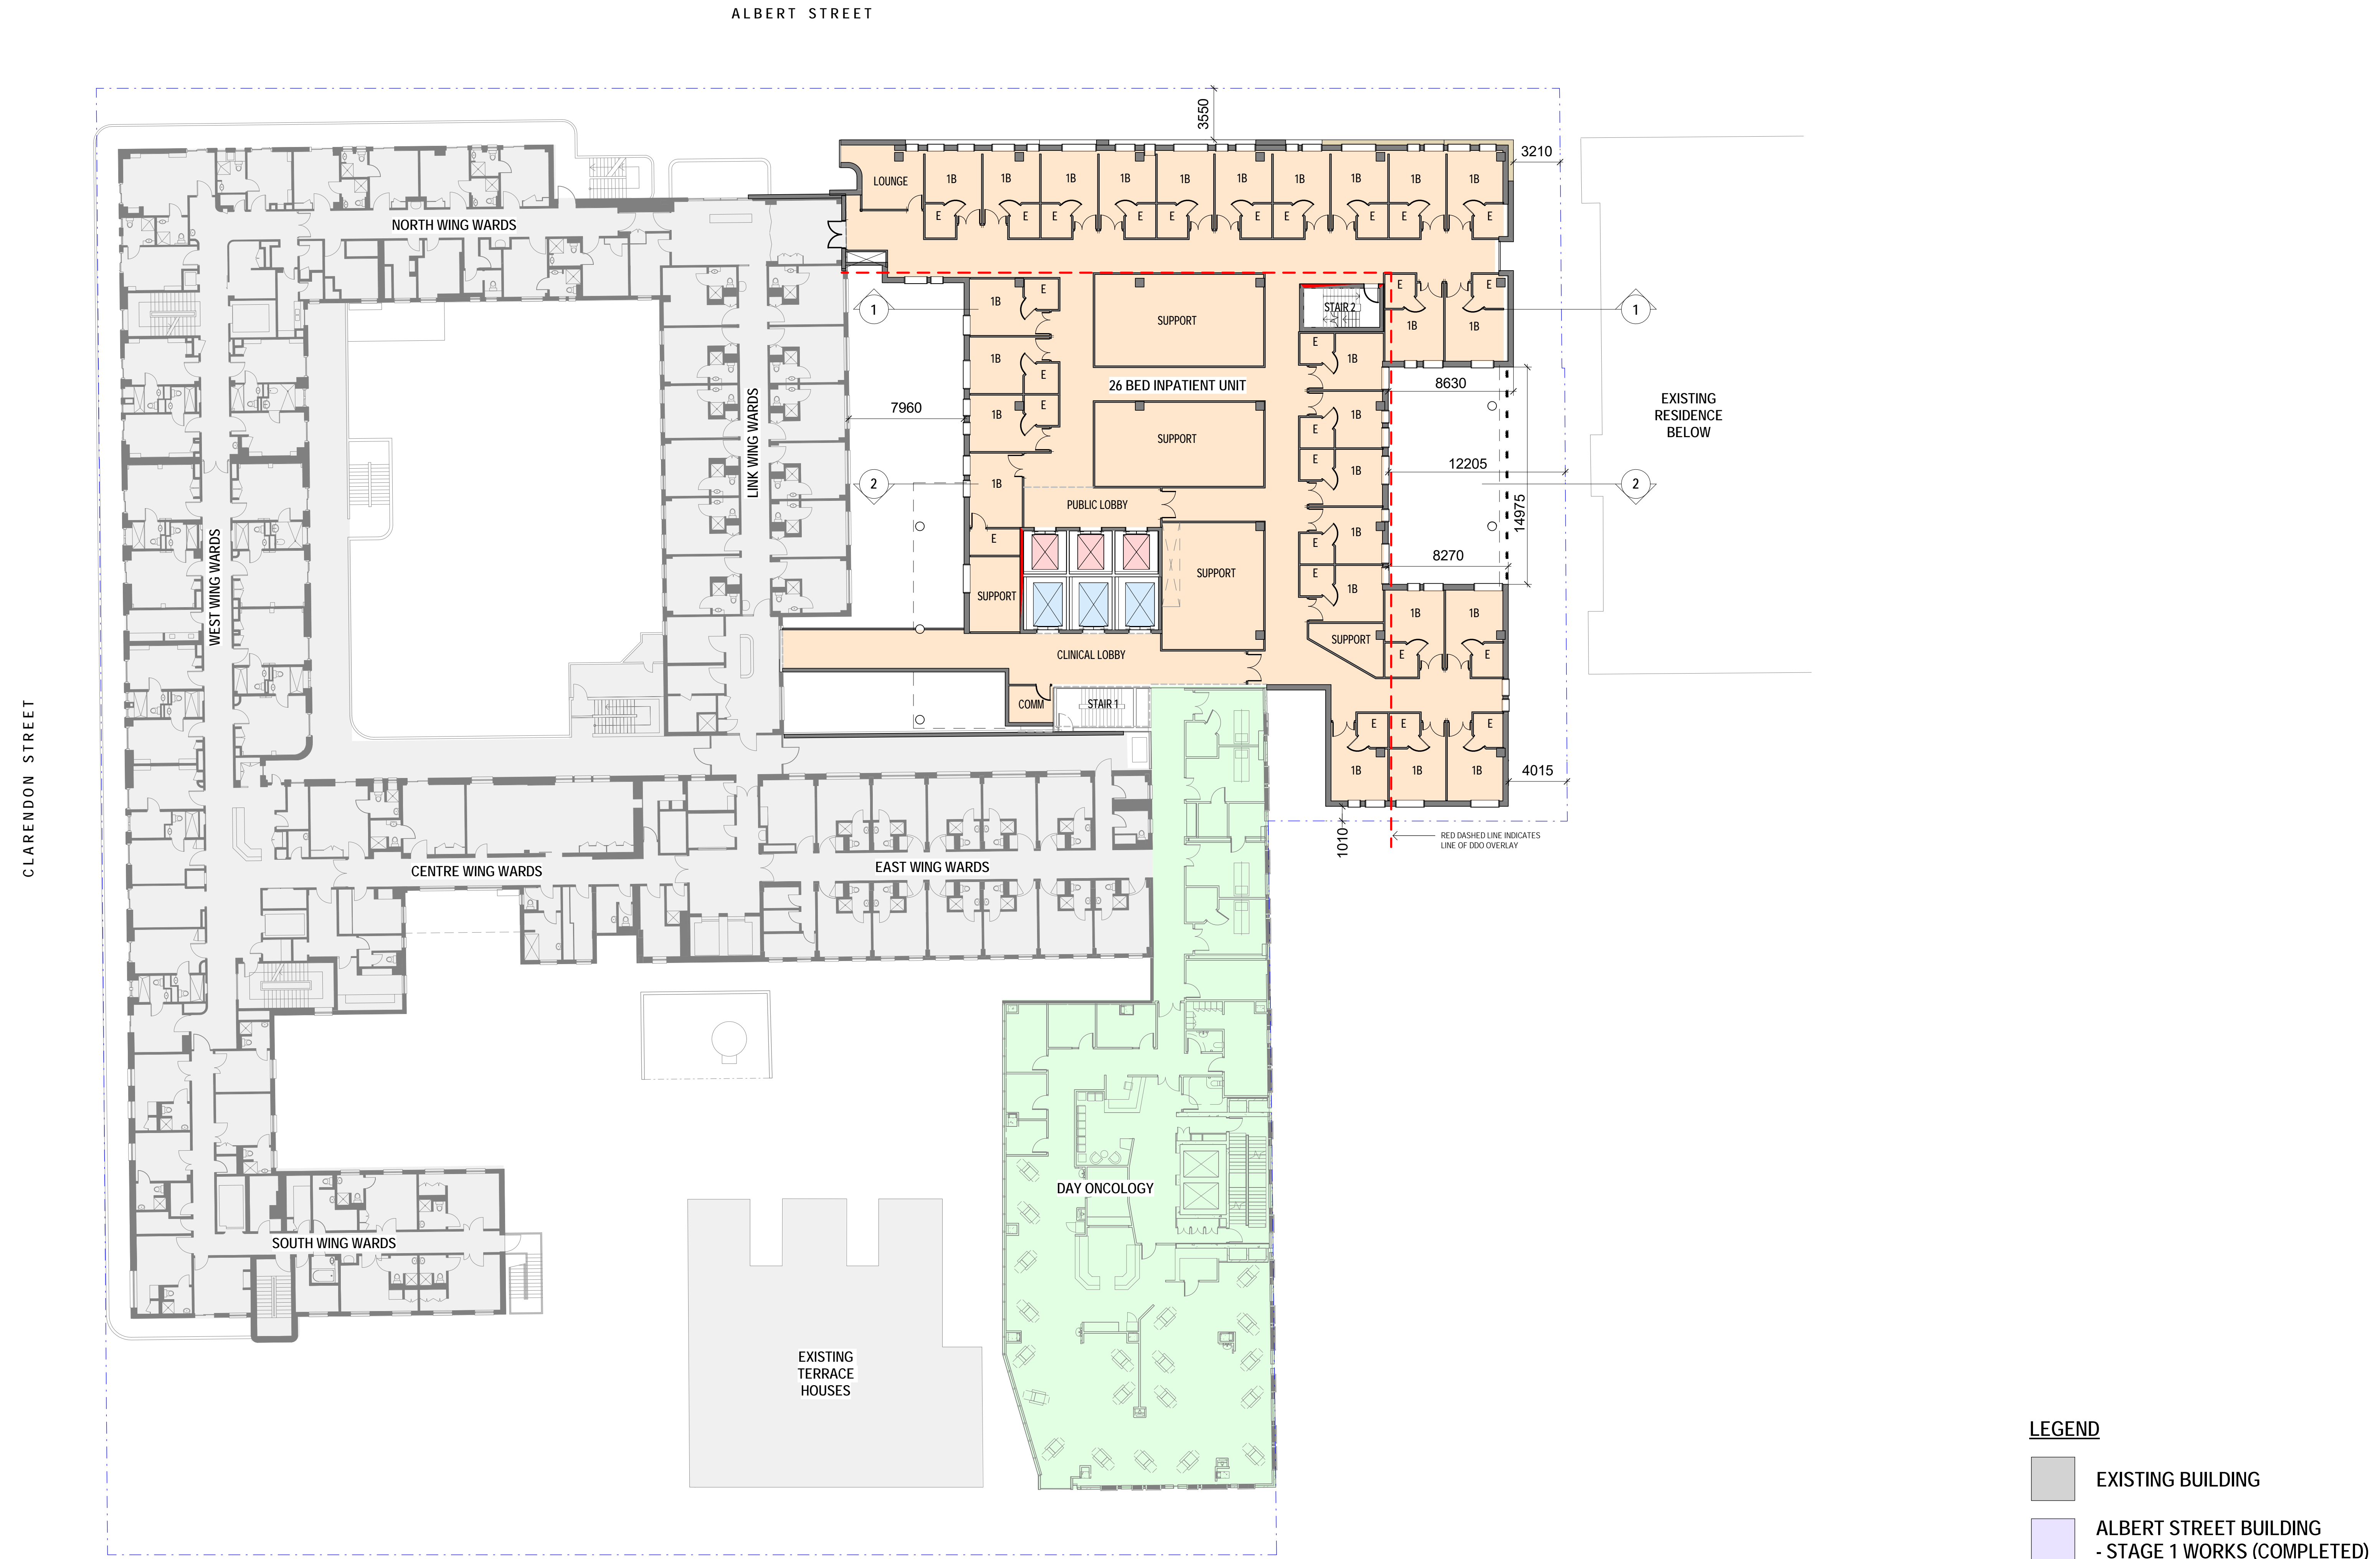 ALBERT STREET
3550
3210
LOUNGE
1B
1B
1B
1B
1B
1B
1B
1B
1B
1B
E
E
E
E
E
E
E
E
E
E
NORTH WING WARDS
E
E
E
1B
1
SUPPORT
STAIR 2
1B
1B
1
E
1B
1B
E
26 BED INPATIENT UNIT
8630
EXISTING
RESIDENCE
BELOW
7960
1B
E
1B
E
SUPPORT
LINK WING WARDS
E
1B
12205
2
1B
2
PUBLIC LOBBY
14975
1B
E
E
8270
WEST WING WARDS
E
1B
SUPPORT
SUPPORT
1B
1B
SUPPORT
CLINICAL LOBBY
E
E
COMM
STAIR 1
E
E
E
1B
1B
1B
4015
CLARENDON STREET
1010
RED DASHED LINE INDICATES
LINE OF DDO OVERLAY
CENTRE WING WARDS
EAST WING WARDS
DAY ONCOLOGY
SOUTH WING WARDS
EXISTING
TERRACE
HOUSES
LEGEND
EXISTING BUILDING
ALBERT STREET BUILDING
- STAGE 1 WORKS (COMPLETED)